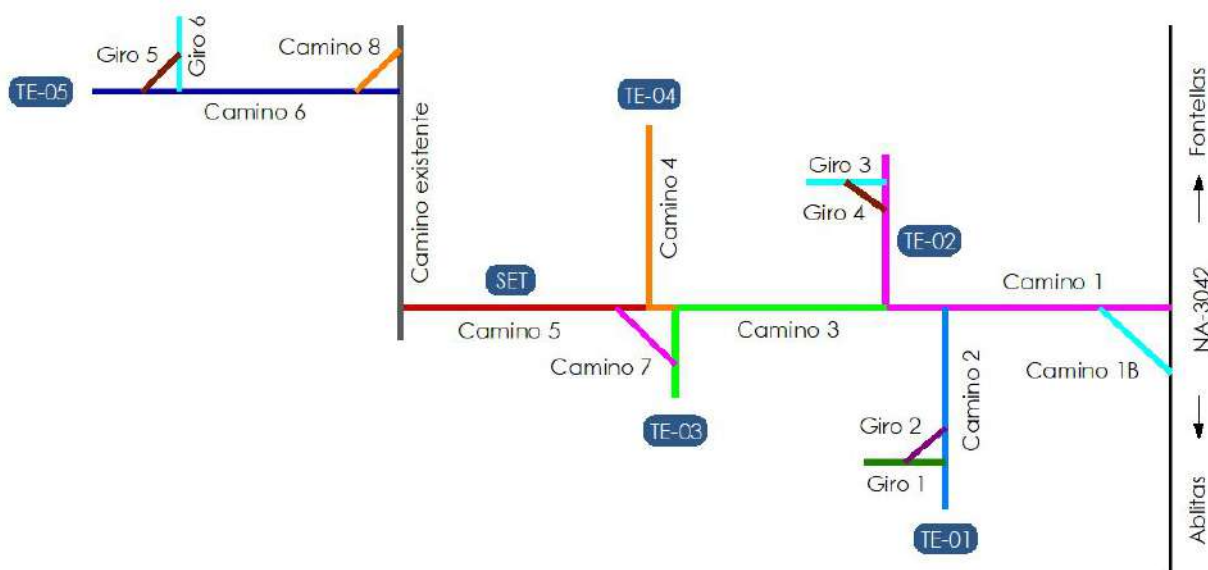 Giro 5
Giro 6
Camino 8
TE-05
Camino 6
Camino existente
TE-04
Camino 4
Giro 3
Giro 4
TE-02
Fontellas
SET
Camino 5
Camino 3
Camino 1
NA-3042
Camino 7
Camino 1B
TE-03
Giro 2
Camino 2
Giro 1
TE-01
Ablitas